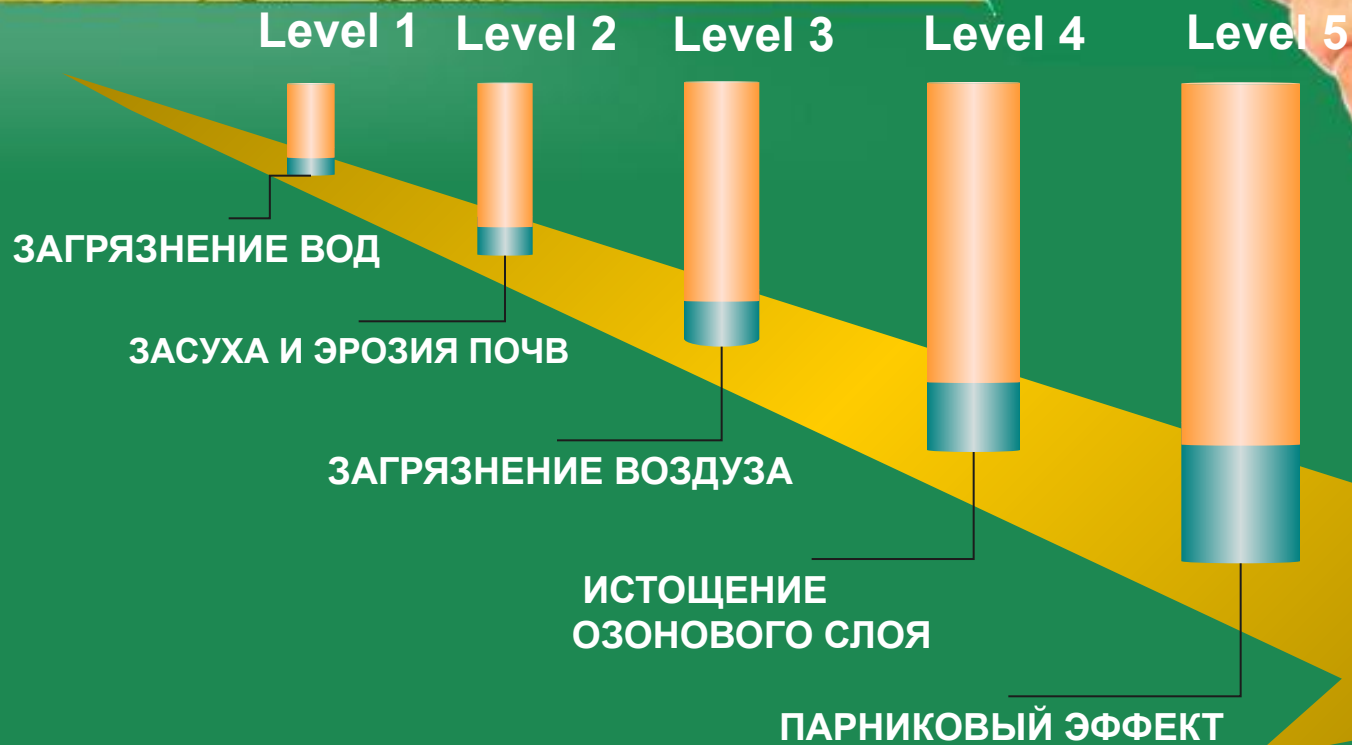 Level 1 Level 2 Level 3 Level 4 Level 5
ЗАГРЯЗНЕНИЕ ВОД
ЗАСУХА И ЭРОЗИЯ ПОЧВ
ЗАГРЯЗНЕНИЕ ВОЗДУЗА
ИСТОЩЕНИЕ
ОЗОНОВОГО СЛОЯ
ПАРНИКОВЫЙ ЭФФЕКТ